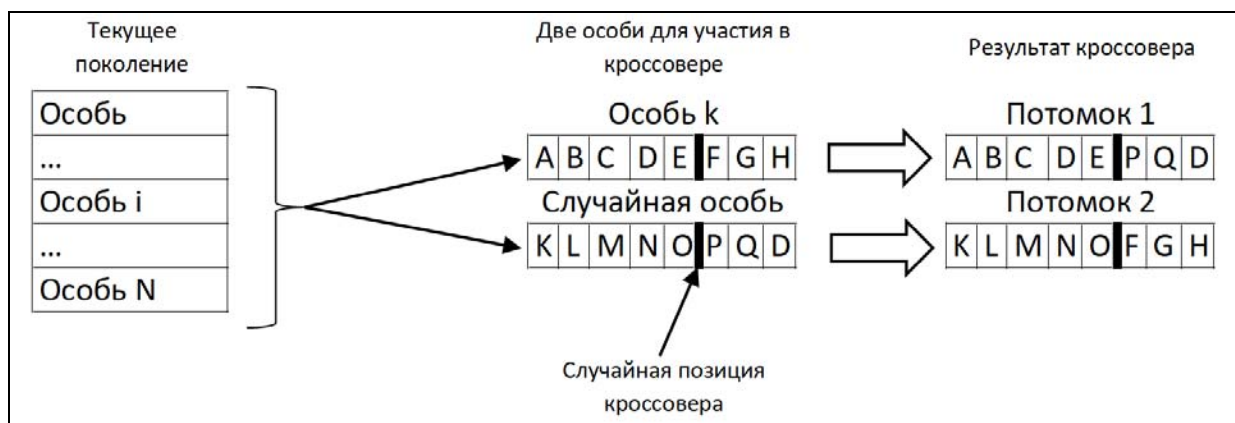 Текущее
поколение
Особь
...
Особь i
...
Особь N
Две особи для участия в
кроссовере
Особь k
A B C D E F G H
Случайная особь
K L M N O P Q D
Случайная позиция
кроссовера
Результат кроссовера
Потомок 1
A B C D E P Q D
Потомок 2
K L M N O F G H